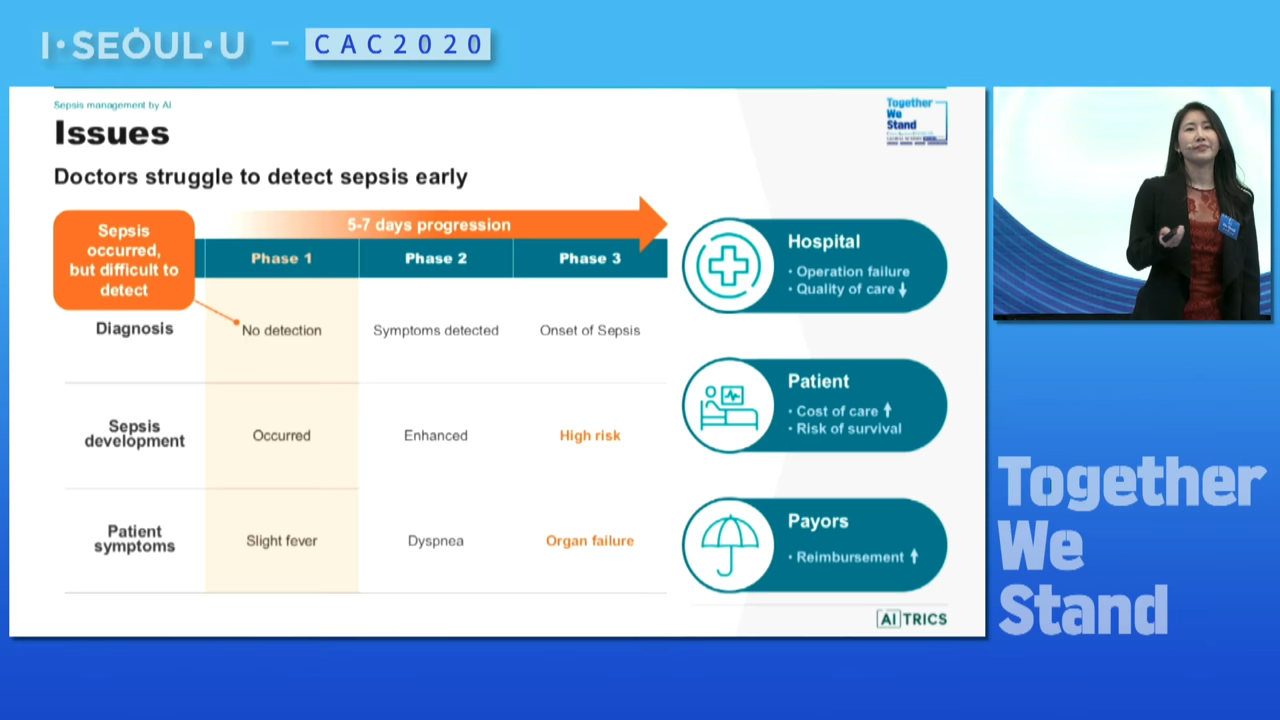 I·SEOUL·U – CAC2020
Sepsis management by AI
Issues
Together
We
Stand
Doctors struggle to detect sepsis early
5-7 days progression
Sepsis
occurred,
but difficult to
detect
Phase 1 Phase 2 Phase 3
Diagnosis No detection Symptoms detected Onset of Sepsis
Sepsis
development Occurred Enhanced High risk
Patient
symptoms Slight fever Dyspnea Organ failure
Hospital
· Operation failure
· Quality of care ↓
Patient
· Cost of care ↑
· Risk of survival
Payors
· Reimbursement ↑
AITRICS
Together
We
Stand